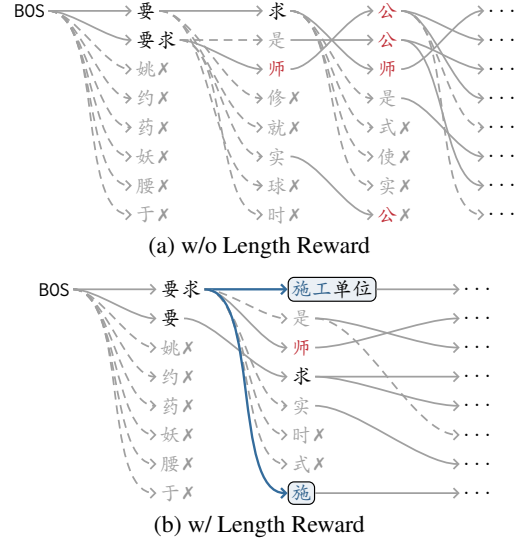 BOS 要 求 公 ···
要求 是 公 ···
姚✗ 师 师 ···
约✗ 修✗ 是 ···
药✗ 就✗ 式✗ ···
妖✗ 实 使✗ ···
腰✗ 球✗ 实✗ ···
于✗ 时✗ 公✗ ···
(a) w/o Length Reward
BOS 要求 施工单位 ···
要 是 ···
姚✗ 师 ···
约✗ 求 ···
药✗ 实 ···
妖✗ 时✗ ···
腰✗ 式✗ ···
于✗ 施 ···
(b) w/ Length Reward